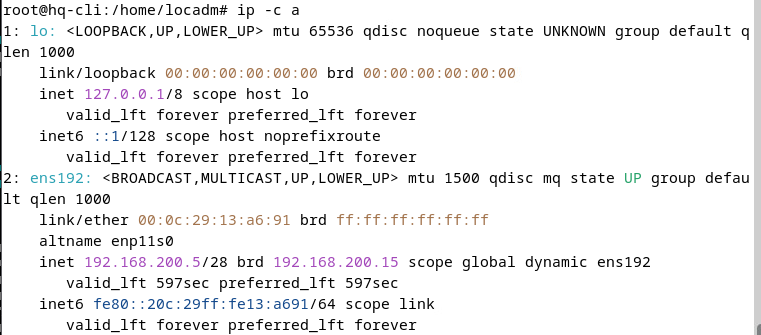 root@hq-cli:/home/locadm# ip -c a
1: lo: <LOOPBACK,UP,LOWER_UP> mtu 65536 qdisc noqueue state UNKNOWN group default q
len 1000
    link/loopback 00:00:00:00:00:00 brd 00:00:00:00:00:00
    inet 127.0.0.1/8 scope host lo
       valid_lft forever preferred_lft forever
    inet6 ::1/128 scope host noprefixroute
       valid_lft forever preferred_lft forever
2: ens192: <BROADCAST,MULTICAST,UP,LOWER_UP> mtu 1500 qdisc mq state UP group defau
lt qlen 1000
    link/ether 00:0c:29:13:a6:91 brd ff:ff:ff:ff:ff:ff
    altname enp11s0
    inet 192.168.200.5/28 brd 192.168.200.15 scope global dynamic ens192
       valid_lft 597sec preferred_lft 597sec
    inet6 fe80::20c:29ff:fe13:a691/64 scope link
       valid_lft forever preferred_lft forever